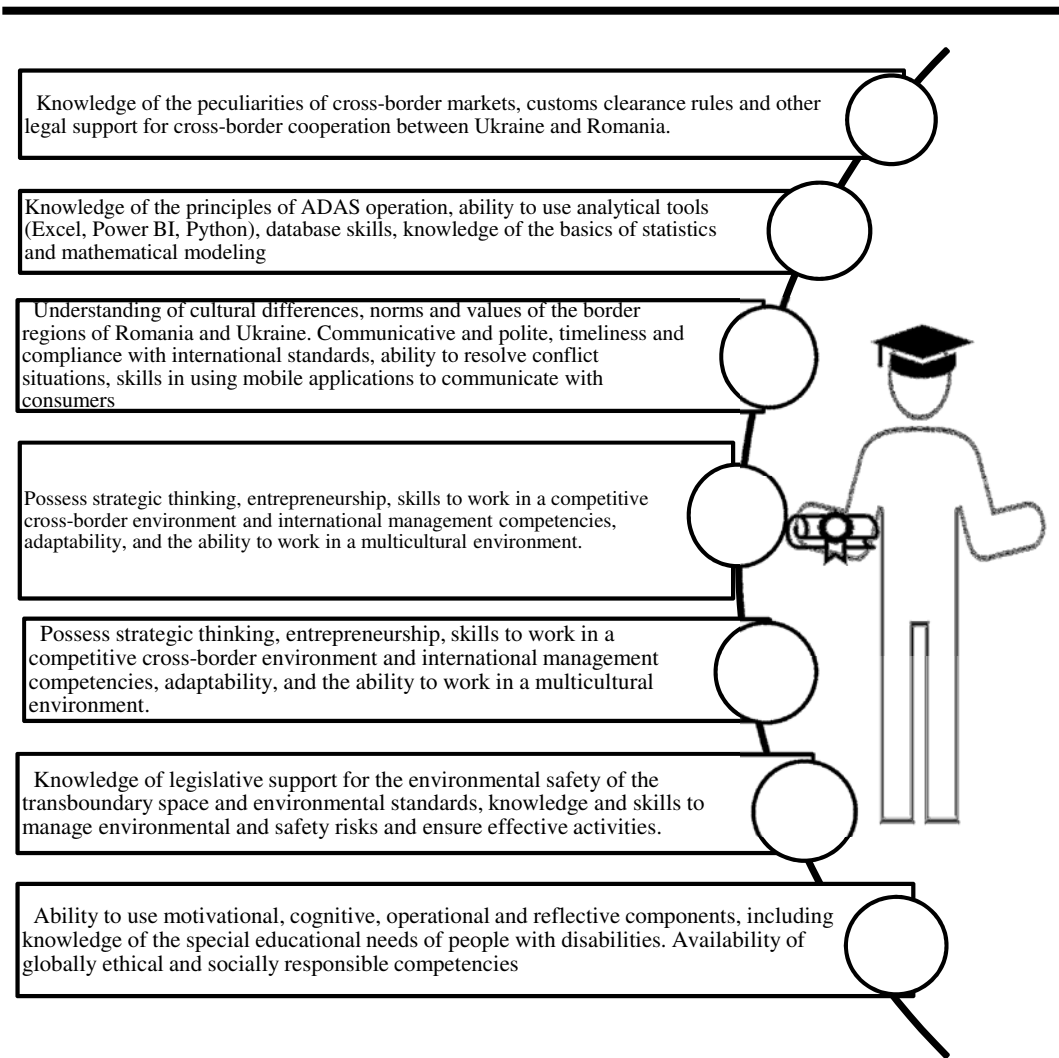 Knowledge of the peculiarities of cross-border markets, customs clearance rules and other
legal support for cross-border cooperation between Ukraine and Romania.
Knowledge of the principles of ADAS operation, ability to use analytical tools
(Excel, Power BI, Python), database skills, knowledge of the basics of statistics
and mathematical modeling
Understanding of cultural differences, norms and values of the border
regions of Romania and Ukraine. Communicative and polite, timeliness and
compliance with international standards, ability to resolve conflict
situations, skills in using mobile applications to communicate with
consumers
Possess strategic thinking, entrepreneurship, skills to work in a competitive
cross-border environment and international management competencies,
adaptability, and the ability to work in a multicultural environment.
Possess strategic thinking, entrepreneurship, skills to work in a
competitive cross-border environment and international management
competencies, adaptability, and the ability to work in a multicultural
environment.
Knowledge of legislative support for the environmental safety of the
transboundary space and environmental standards, knowledge and skills to
manage environmental and safety risks and ensure effective activities.
Ability to use motivational, cognitive, operational and reflective components, including
knowledge of the special educational needs of people with disabilities. Availability of
globally ethical and socially responsible competencies